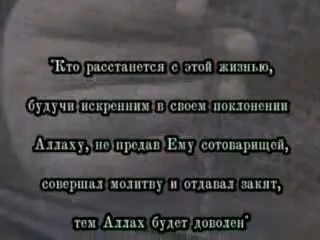 "Кто расстанется с этой жизнью,
будучи искренним в своем поклонении
Аллаху, не предав Ему сотоварищей,
совершал молитву и отдавал закят,
тем Аллах будет доволен"